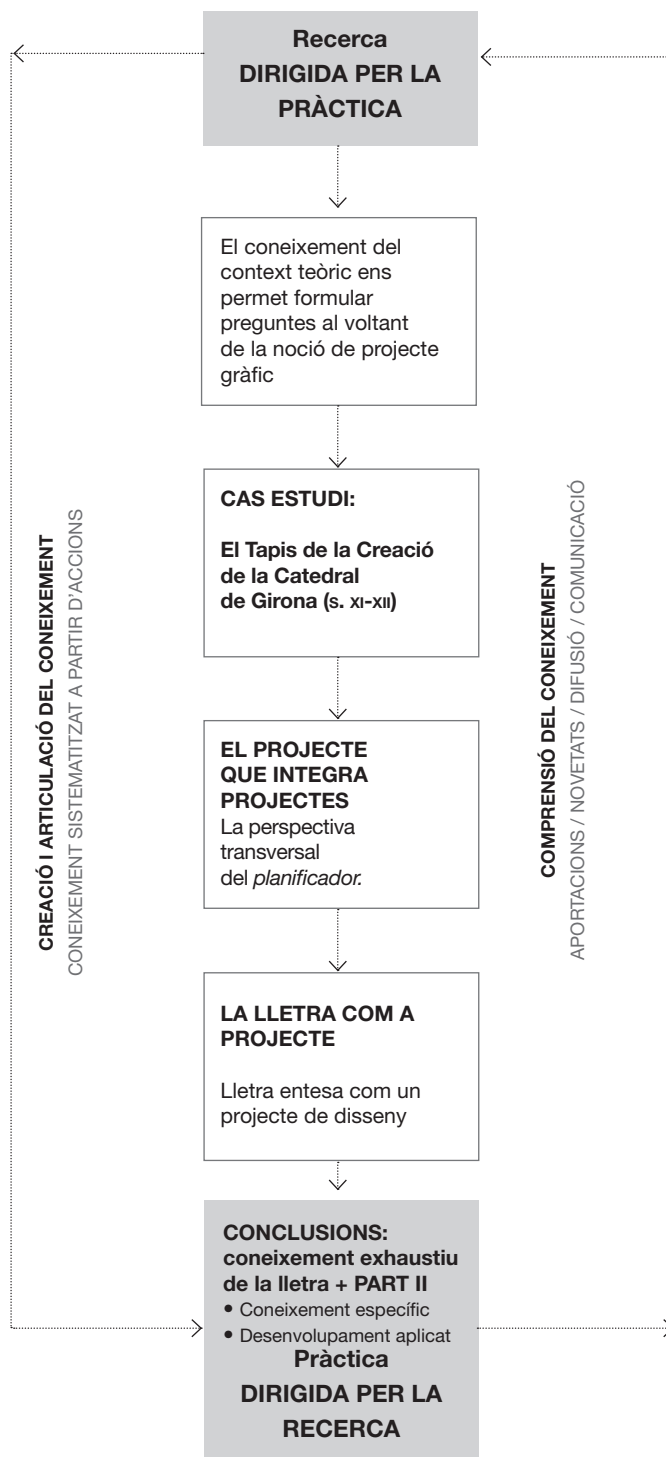 Recerca
DIRIGIDA PER LA
PRÀCTICA
El coneixement del
context teòric ens
permet formular
preguntes al voltant
de la noció de projecte
gràfic
CAS ESTUDI:
El Tapis de la Creació
de la Catedral
de Girona (s. XI-XII)
EL PROJECTE
QUE INTEGRA
PROJECTES
La perspectiva
transversal
del planificador.
LA LLETRA COM A
PROJECTE
Lletra entesa com un
projecte de disseny
CONCLUSIONS:
coneixement exhaustiu
de la lletra + PART II
• Coneixement específic
• Desenvolupament aplicat
Pràctica
DIRIGIDA PER LA
RECERCA
CREACIÓ I ARTICULACIÓ DEL CONEIXEMENT
CONEIXEMENT SISTEMATITZAT A PARTIR D'ACCIONS
COMPRENSIÓ DEL CONEIXEMENT
APORTACIONS / NOVETATS / DIFUSIÓ / COMUNICACIÓ